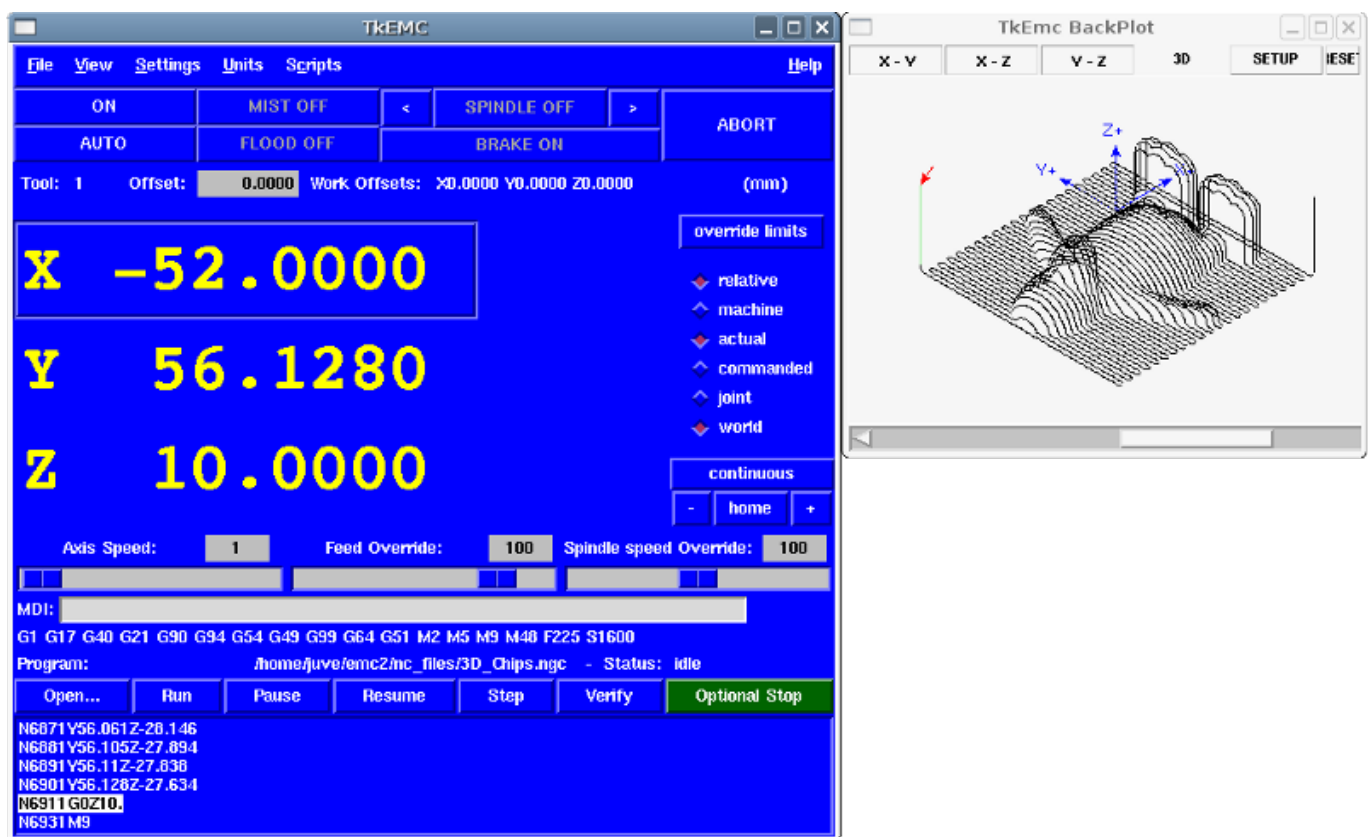 TkEMC
File View Settings Units Scripts Help
ON MIST OFF < SPINDLE OFF > ABORT
AUTO FLOOD OFF BRAKE ON
Tool: 1 Offset: 0.0000 Work Offsets: X0.0000 Y0.0000 Z0.0000 (mm)
override limits
X -52.0000
relative
machine
Y 56.1280
actual
commanded
joint
world
Z 10.0000
continuous
- home +
Axis Speed: 1 Feed Override: 100 Spindle speed Override: 100
MDI:
G1 G17 G40 G21 G90 G94 G54 G49 G99 G64 G51 M2 M5 M9 M48 F225 S1600
Program: /home/juve/emc2/nc_files/3D_Chips.ngc - Status: idle
Open... Run Pause Resume Step Verify Optional Stop
N6871Y56.061Z-28.146
N6881Y56.105Z-27.894
N6891Y56.11Z-27.838
N6901Y56.128Z-27.634
N6911G0Z10.
N6931M9
TkEmc BackPlot
X - Y X - Z Y - Z 3D SETUP RESET
Z+
Y+ X+